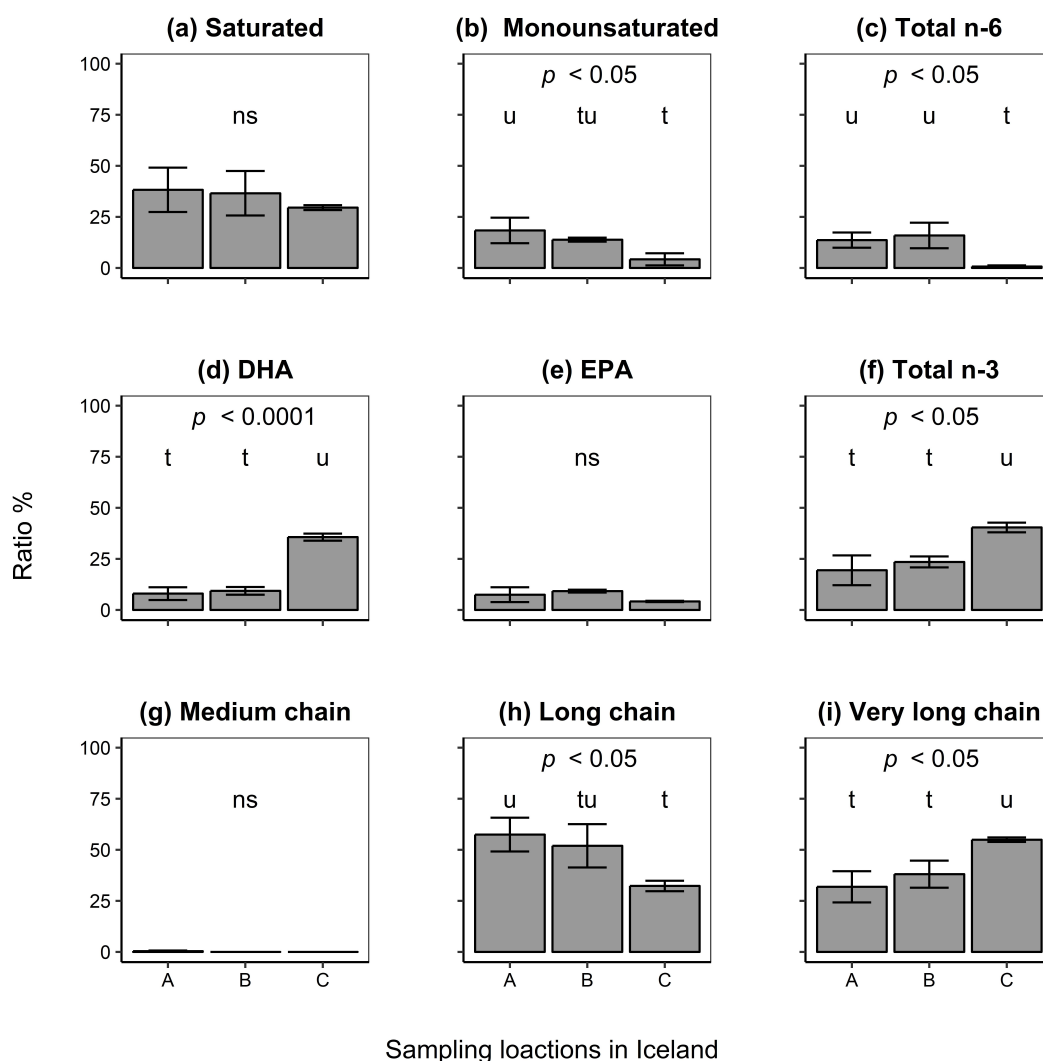 (a) Saturated
(b) Monounsaturated
(c) Total n-6
100
75
50
25
0
ns
p < 0.05
u tu t
p < 0.05
u u t
(d) DHA
(e) EPA
(f) Total n-3
Ratio %
100
75
50
25
0
p < 0.0001
t t u
ns
p < 0.05
t t u
(g) Medium chain
(h) Long chain
(i) Very long chain
100
75
50
25
0
ns
p < 0.05
u tu t
p < 0.05
t t u
A B C
A B C
A B C
Sampling loactions in Iceland